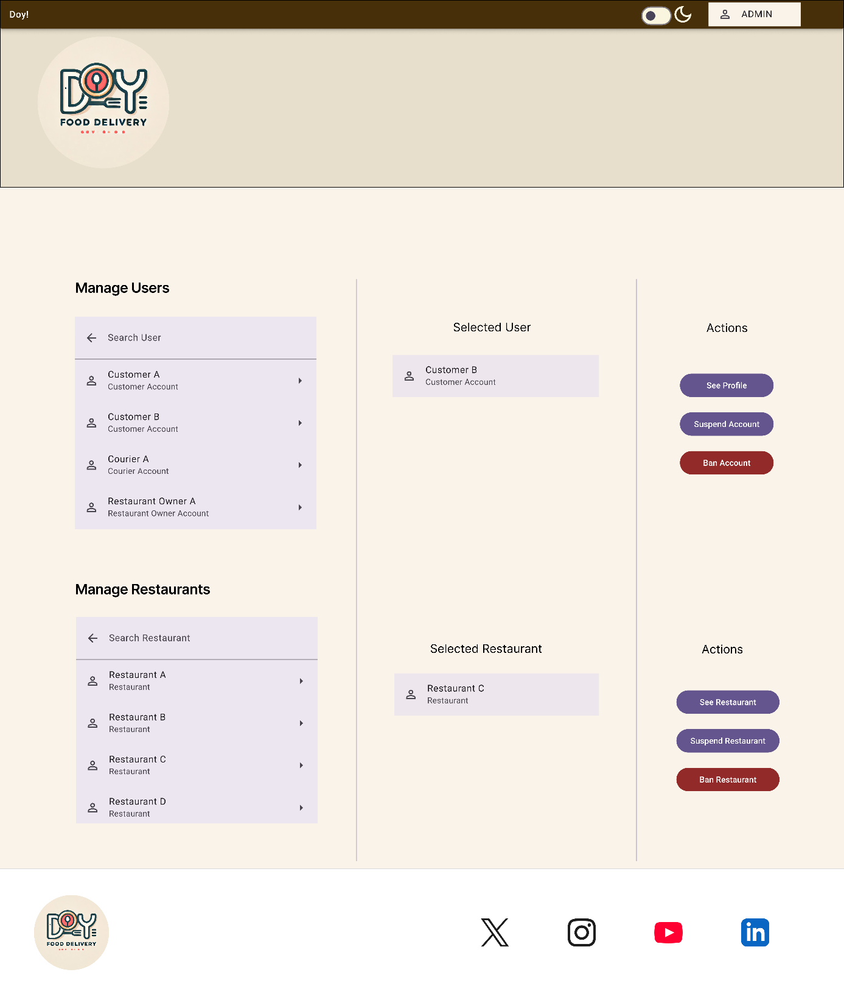 Doy!
ADMIN
DOY
FOOD DELIVERY
Manage Users
Search User
Customer A
Customer Account
Customer B
Customer Account
Courier A
Courier Account
Restaurant Owner A
Restaurant Owner Account
Selected User
Customer B
Customer Account
Actions
See Profile
Suspend Account
Ban Account
Manage Restaurants
Search Restaurant
Restaurant A
Restaurant
Restaurant B
Restaurant
Restaurant C
Restaurant
Restaurant D
Restaurant
Selected Restaurant
Restaurant C
Restaurant
Actions
See Restaurant
Suspend Restaurant
Ban Restaurant
DOY
FOOD DELIVERY
in